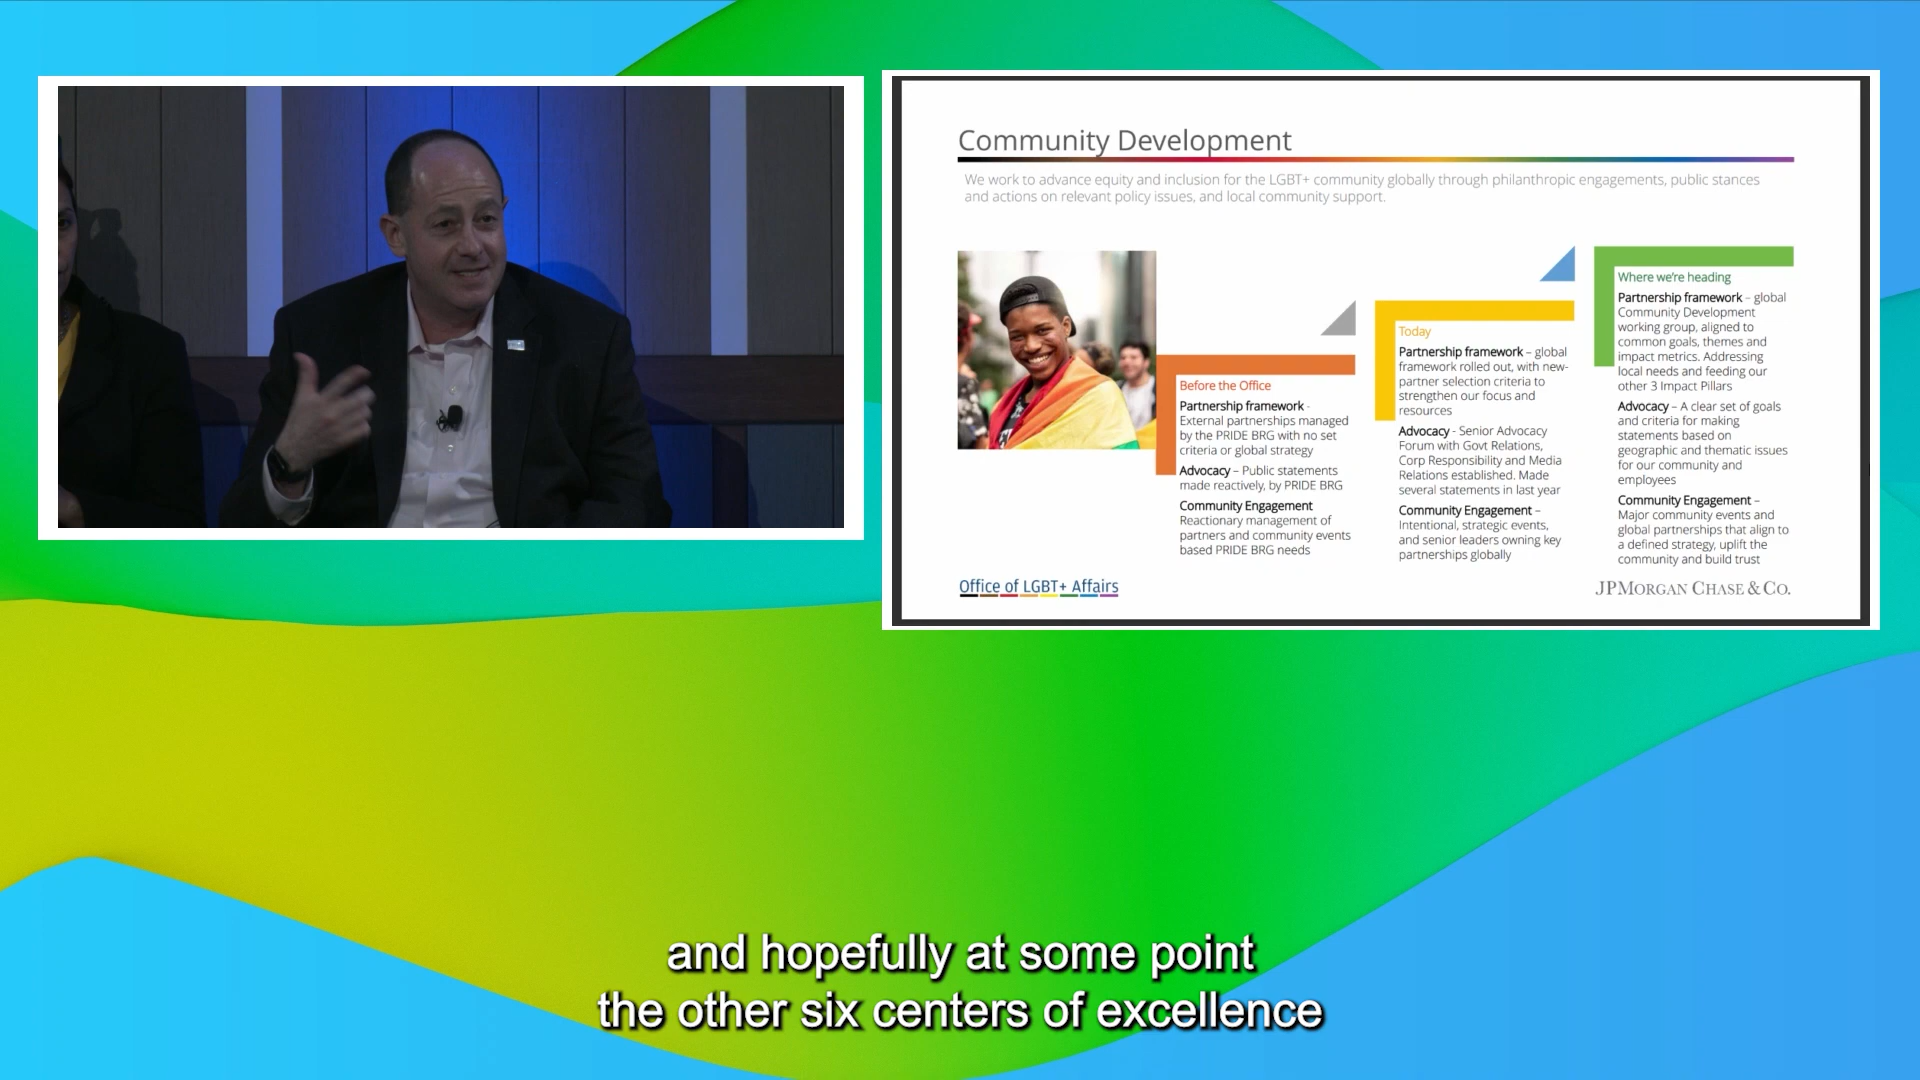 Community Development
We work to advance equity and inclusion for the LGBT+ community globally through philanthropic engagements, public stances
and actions on relevant policy issues, and local community support.
Before the Office
Partnership framework -
External partnerships managed
by the PRIDE BRG with no set
criteria or global strategy
Advocacy – Public statements
made reactively, by PRIDE BRG
Community Engagement
Reactionary management of
partners and community events
based PRIDE BRG needs
Today
Partnership framework – global
framework rolled out, with new-
partner selection criteria to
strengthen our focus and
resources
Advocacy - Senior Advocacy
Forum with Govt Relations,
Corp Responsibility and Media
Relations established. Made
several statements in last year
Community Engagement –
Intentional, strategic events,
and senior leaders owning key
partnerships globally
Where we're heading
Partnership framework – global
Community Development
working group, aligned to
common goals, themes and
impact metrics. Addressing
local needs and feeding our
other 3 Impact Pillars
Advocacy – A clear set of goals
and criteria for making
statements based on
geographic and thematic issues
for our community and
employees
Community Engagement –
Major community events and
global partnerships that align to
a defined strategy, uplift the
community and build trust
Office of LGBT+ Affairs
JPMORGAN CHASE & CO.
and hopefully at some point
the other six centers of excellence